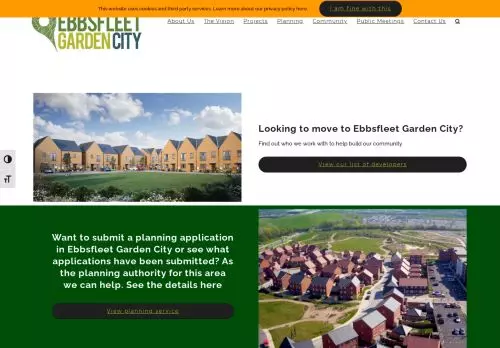 This website uses cookies and third party services. Learn more about our privacy policy here.
I am fine with this
EBBSFLEET
GARDEN CITY
About Us
The Vision
Projects
Planning
Community
Public Meetings
Contact Us
Looking to move to Ebbsfleet Garden City?
Find out who we work with to help build our community
View our list of developers
Want to submit a planning application
in Ebbsfleet Garden City or see what
applications have been submitted? As
the planning authority for this area
we can help. See the details here
View planning service